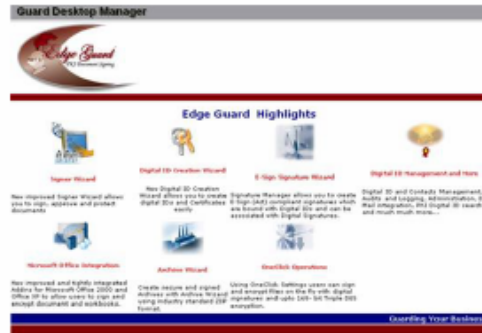 Guard Desktop Manager
Edge Guard
PKI Document Signing
Edge Guard Highlights
Signer Wizard
New improved Signer Wizard allows
you to sign, approve and protect
documents
Digital ID Creation Wizard
New Digital ID Creation
Wizard allows you to create
digital IDs and Certificates
easily
E-Sign Signature Wizard
Signature Manager allows you to create
E-Sign (Act) compliant signatures which
are bound with Digital IDs and can be
associated with Digital Signatures.
Digital ID Management and More
Digital ID and Contacts Management,
Audits and Logging, Administration, E
Mail integration, PKI Digital ID search
and much much more...
Microsoft Office Integration
New improved and tightly integrated
Addins for Microsoft Office 2000 and
Office XP to allow users to sign and
encrypt document and workbooks.
Archive Wizard
Create secure and signed
Archives with Archive Wizard
using industry standard ZIP
format.
OneClick Operations
Using OneClick Settings users can sign
and encrypt files on the fly with digital
signatures and upto 168- bit Triple DES
encryption.
Guarding Your Business